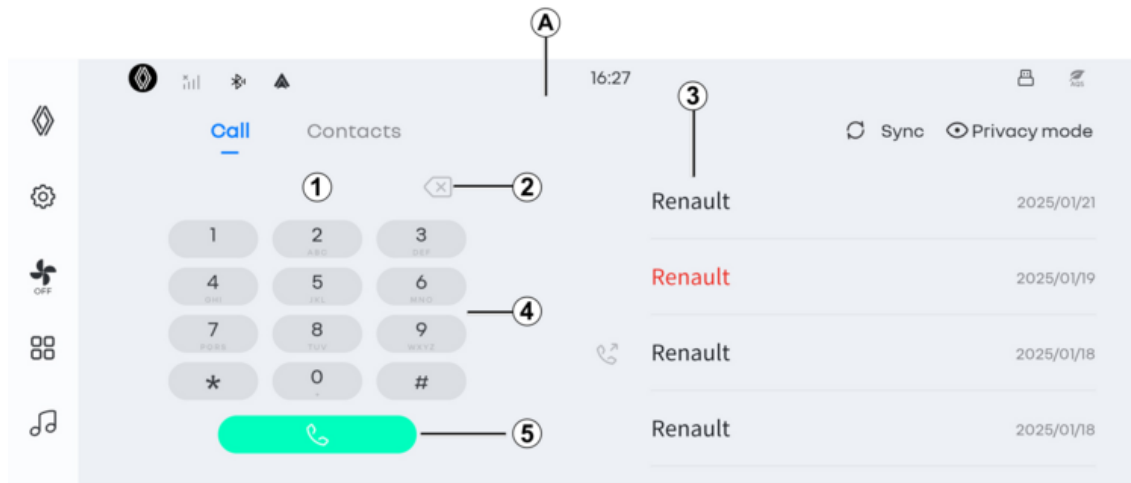 A
16:27
3
AQS
Call Contacts
Sync Privacy mode
1
2
Renault 2025/01/21
1 2 3
ABC DEF
OFF
Renault 2025/01/19
4 5 6
GHI JKL MNO
4
7 8 9
PQRS TUV WXYZ
Renault 2025/01/18
* 0 #
Renault 2025/01/18
5